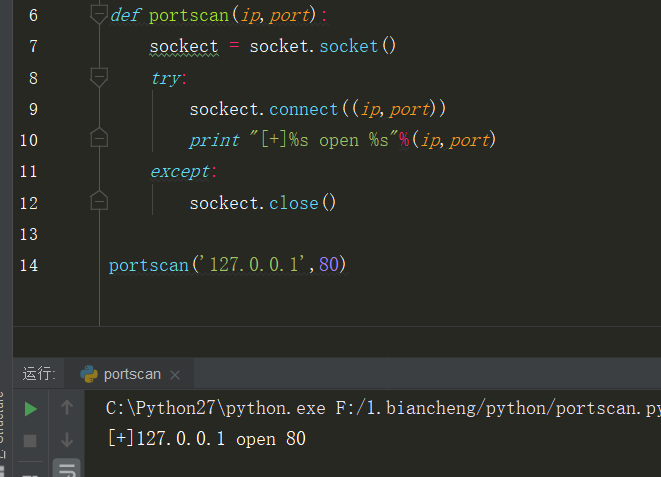 6 def portscan(ip,port):
7 sockect = socket.socket()
8 try:
9 sockect.connect((ip,port))
10 print "[+]%s open %s"%(ip,port)
11 except:
12 sockect.close()
13
14 portscan('127.0.0.1',80)
运行: portscan
C:\Python27\python.exe F:/1.biancheng/python/portscan.py
[+]127.0.0.1 open 80